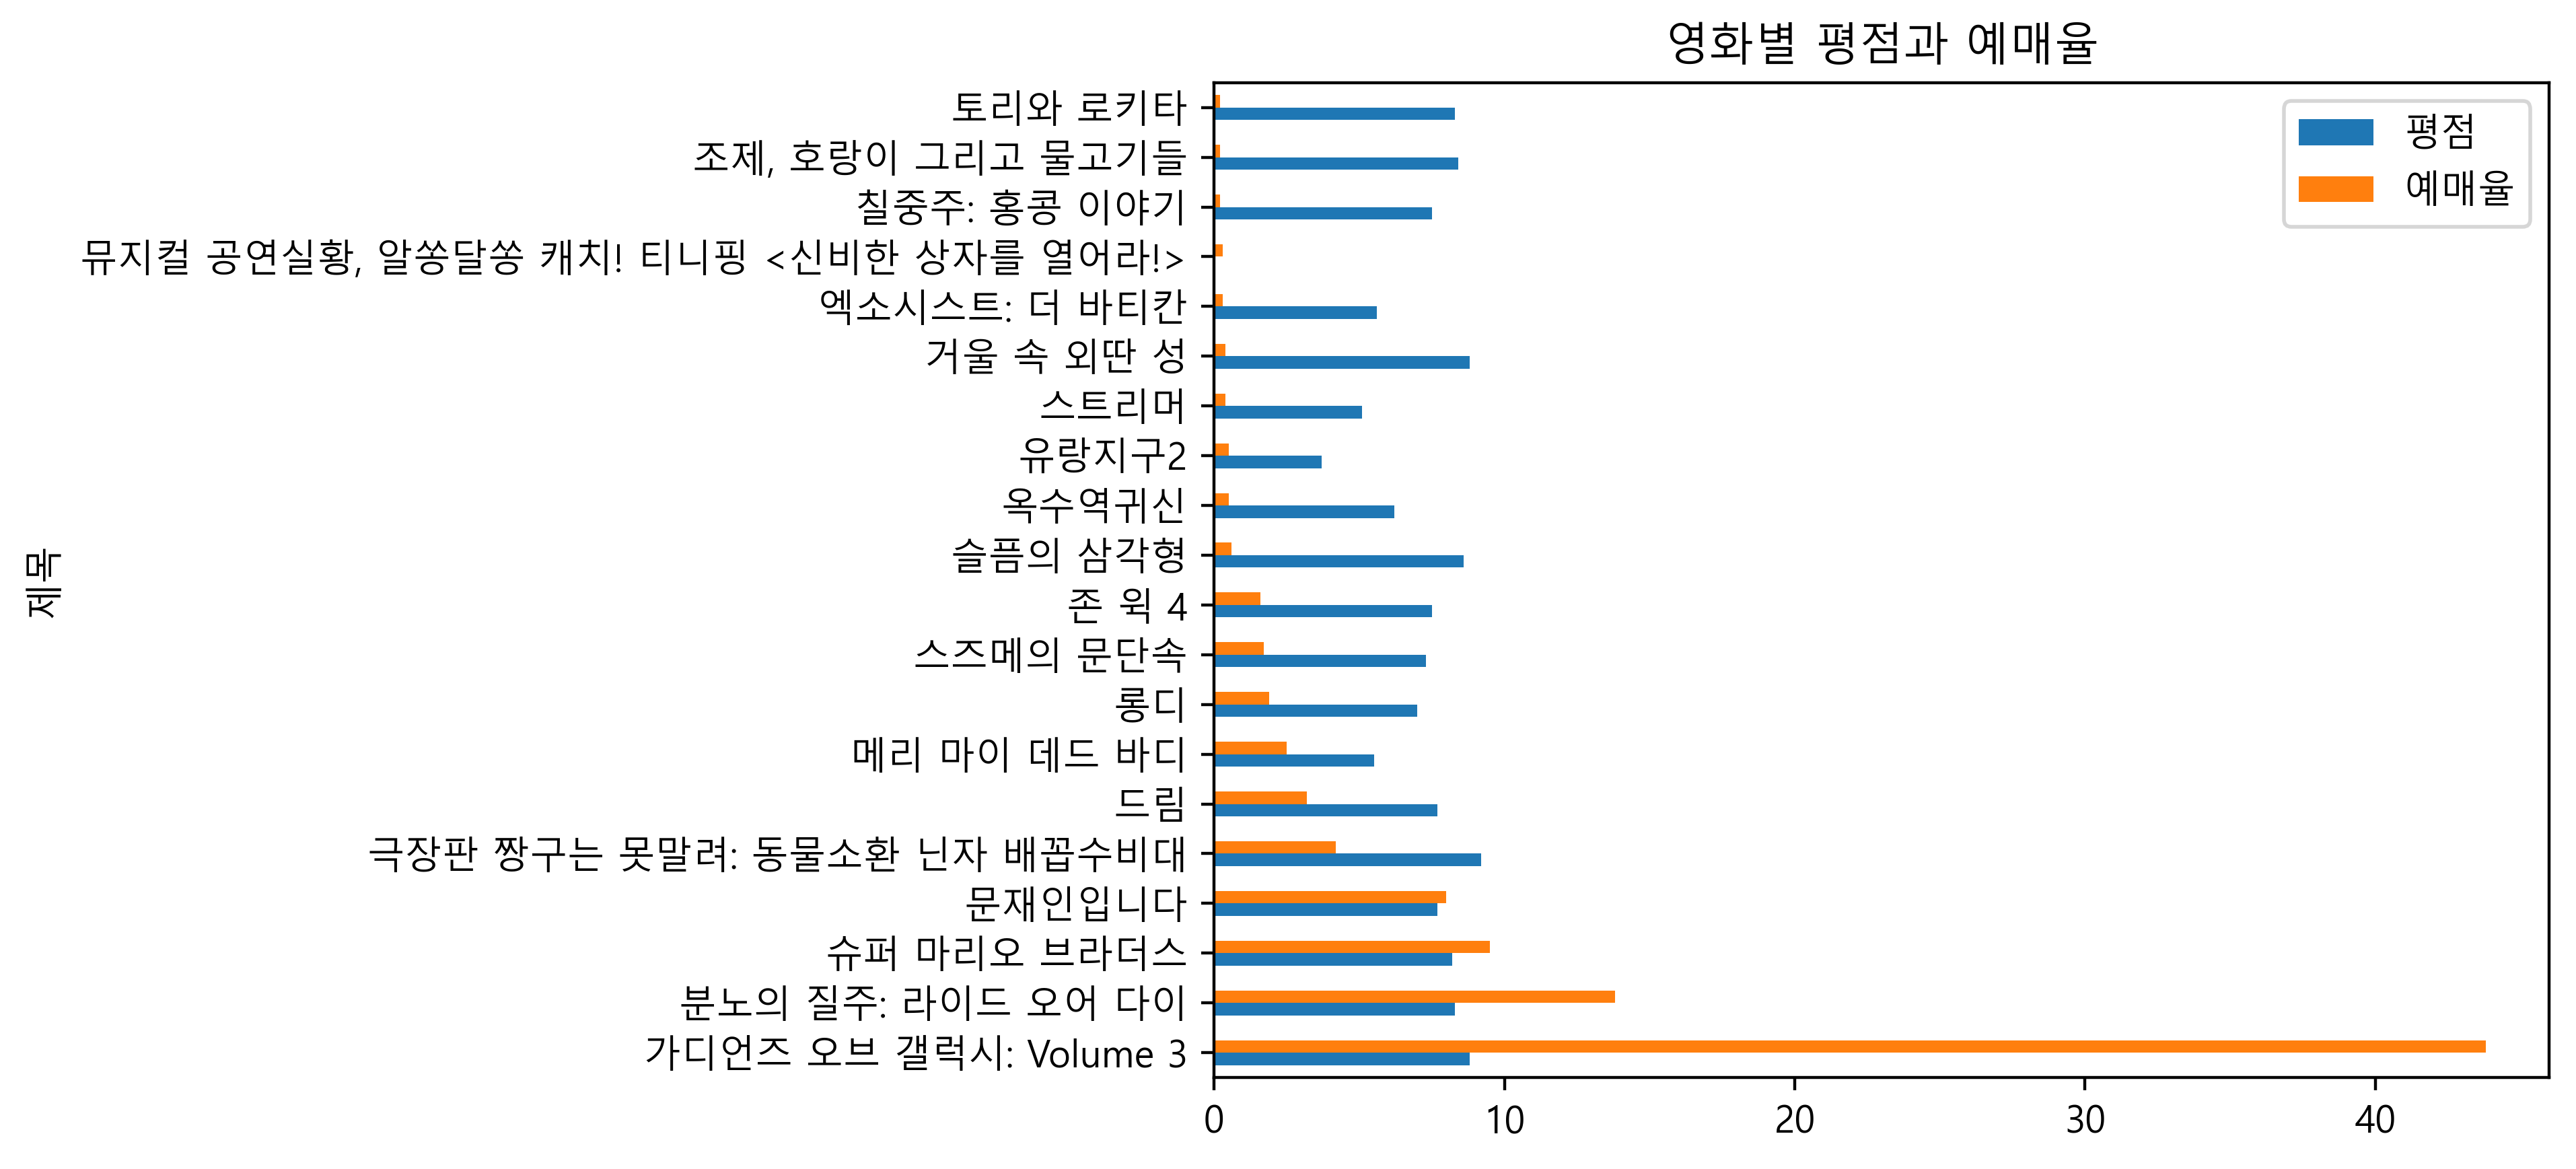 영화별 평점과 예매율
평점
예매율
제목
토리와 로키타
조제, 호랑이 그리고 물고기들
칠중주: 홍콩 이야기
뮤지컬 공연실황, 알쏭달쏭 캐치! 티니핑 <신비한 상자를 열어라!>
엑소시스트: 더 바티칸
거울 속 외딴 성
스트리머
유랑지구2
옥수역귀신
슬픔의 삼각형
존 윅 4
스즈메의 문단속
롱디
메리 마이 데드 바디
드림
극장판 짱구는 못말려: 동물소환 닌자 배꼽수비대
문재인입니다
슈퍼 마리오 브라더스
분노의 질주: 라이드 오어 다이
가디언즈 오브 갤럭시: Volume 3
0 10 20 30 40